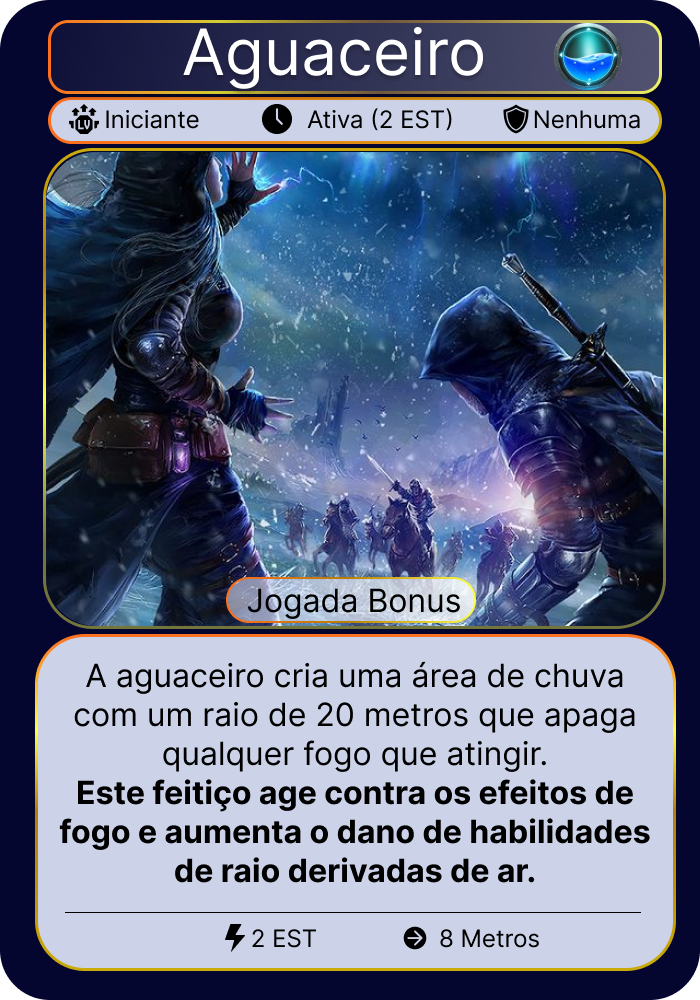 Aguaceiro
LV Iniciante Ativa (2 EST) Nenhuma
Jogada Bonus
A aguaceiro cria uma área de chuva
com um raio de 20 metros que apaga
qualquer fogo que atingir.
Este feitiço age contra os efeitos de
fogo e aumenta o dano de habilidades
de raio derivadas de ar.
2 EST 8 Metros